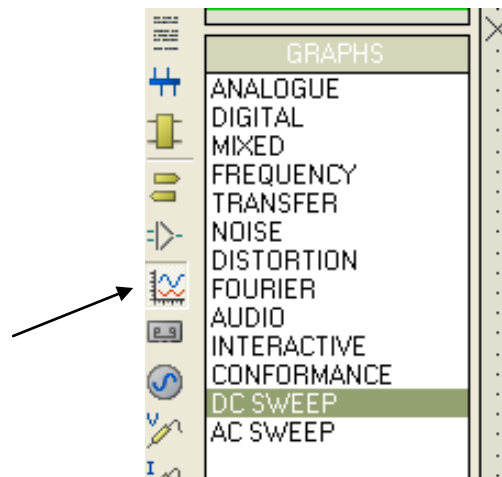 GRAPHS
ANALOGUE
DIGITAL
MIXED
FREQUENCY
TRANSFER
NOISE
DISTORTION
FOURIER
AUDIO
INTERACTIVE
CONFORMANCE
DC SWEEP
AC SWEEP
V
I